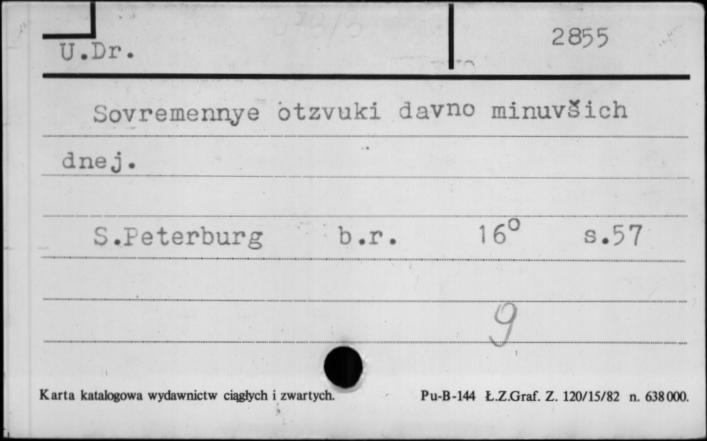 U.Dr. 2855
Sovremennye otzvuki davno minuvšich
dnej.
S.Peterburg b.r. 16° s.57
9
Karta katalogowa wydawnictw ciągłych i zwartych. Pu-B-144 Ł.Z.Graf. Z. 120/15/82 n. 638000.